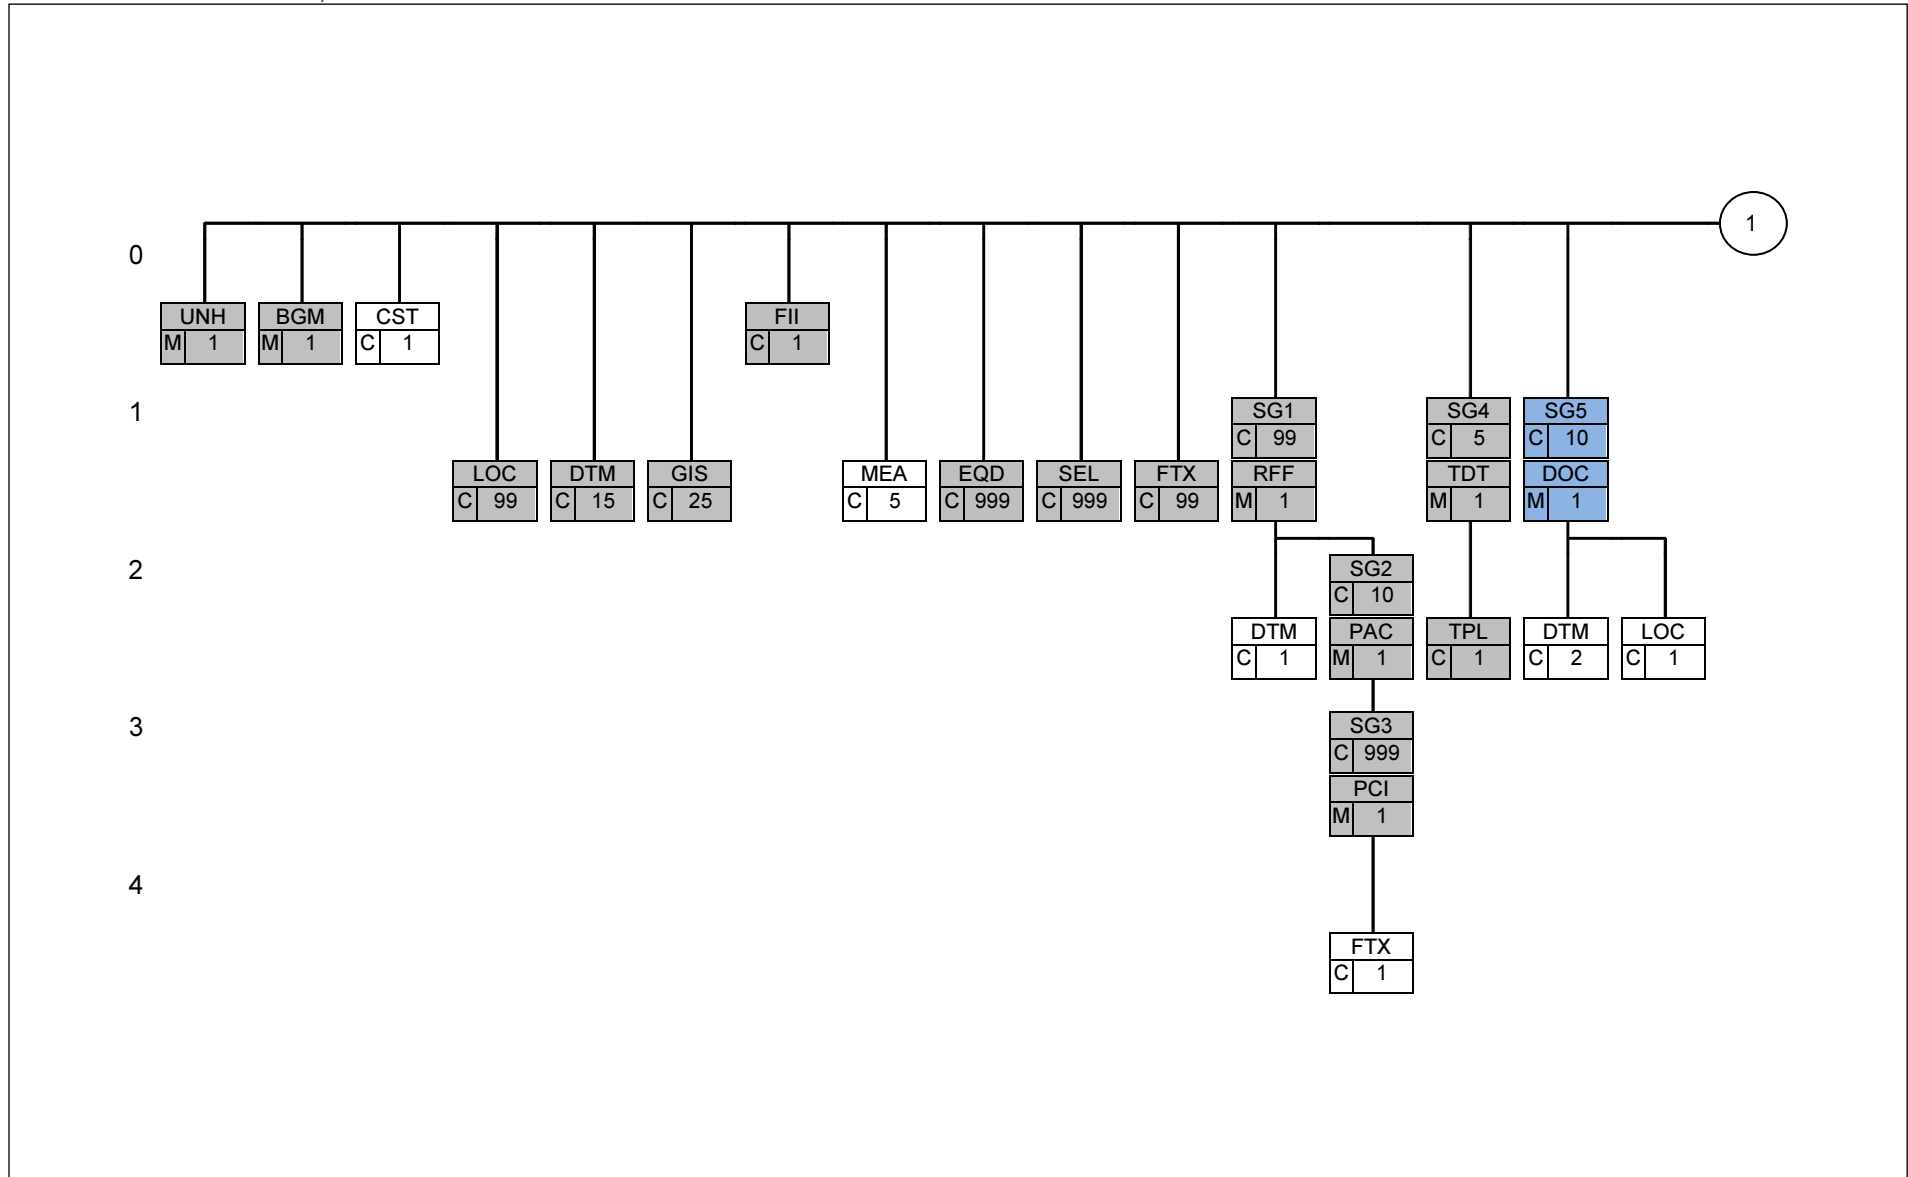 1
0
UNH BGM CST FII
M 1 M 1 C 1 C 1
1
SG1 SG4 SG5
C 99 C 5 C 10
LOC DTM GIS MEA EQD SEL FTX RFF TDT DOC
C 99 C 15 C 25 C 5 C 999 C 999 C 99 M 1 M 1 M 1
2
SG2
C 10
DTM PAC TPL DTM LOC
C 1 M 1 C 1 C 2 C 1
3
SG3
C 999
PCI
M 1
4
FTX
C 1